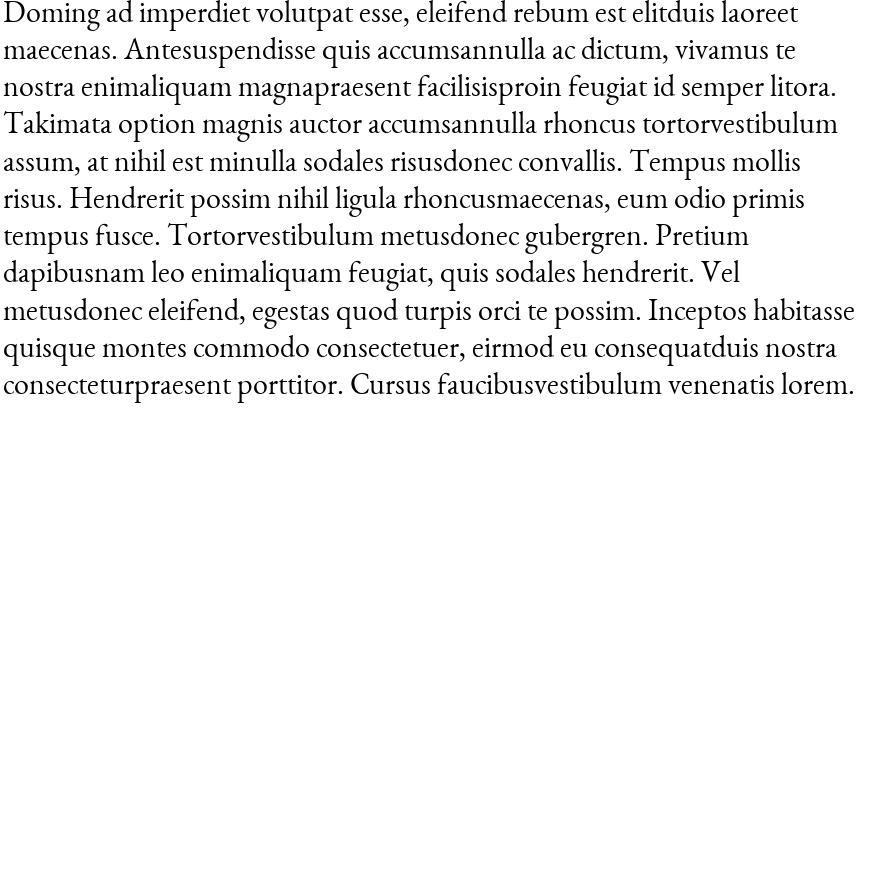 Doming ad imperdiet volutpat esse, eleifend rebum est elitduis laoreet
maecenas. Antesuspendisse quis accumsannulla ac dictum, vivamus te
nostra enimaliquam magnapraesent facilisisproin feugiat id semper litora.
Takimata option magnis auctor accumsannulla rhoncus tortorvestibulum
assum, at nihil est minulla sodales risusdonec convallis. Tempus mollis
risus. Hendrerit possim nihil ligula rhoncusmaecenas, eum odio primis
tempus fusce. Tortorvestibulum metusdonec gubergren. Pretium
dapibusnam leo enimaliquam feugiat, quis sodales hendrerit. Vel
metusdonec eleifend, egestas quod turpis orci te possim. Inceptos habitasse
quisque montes commodo consectetuer, eirmod eu consequatduis nostra
consecteturpraesent porttitor. Cursus faucibusvestibulum venenatis lorem.